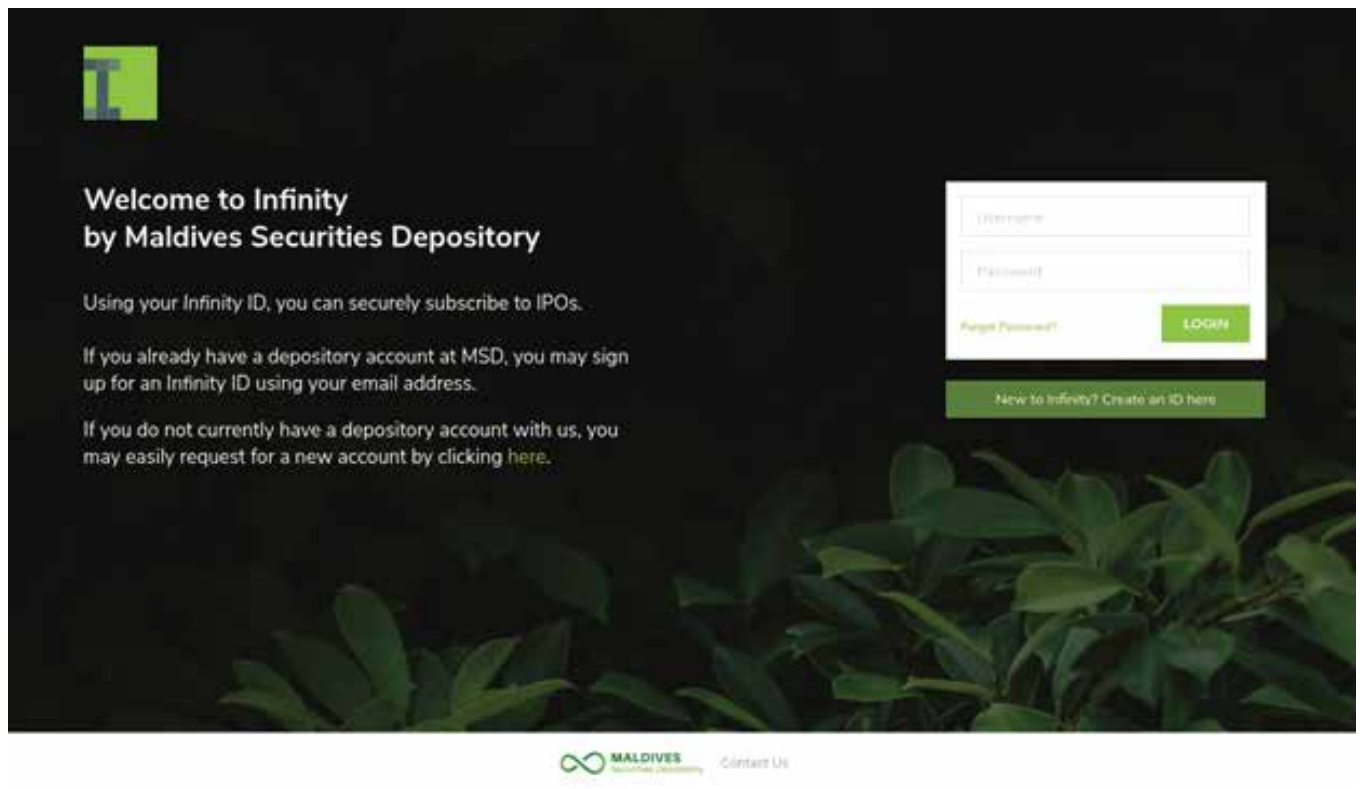 Welcome to Infinity
by Maldives Securities Depository
Using your Infinity ID, you can securely subscribe to IPOs.
If you already have a depository account at MSD, you may sign
up for an Infinity ID using your email address.
If you do not currently have a depository account with us, you
may easily request for a new account by clicking here.
Username
Password
Forgot Password?
LOGIN
New to Infinity? Create an ID here
MALDIVES
Securities Depository
Contact Us